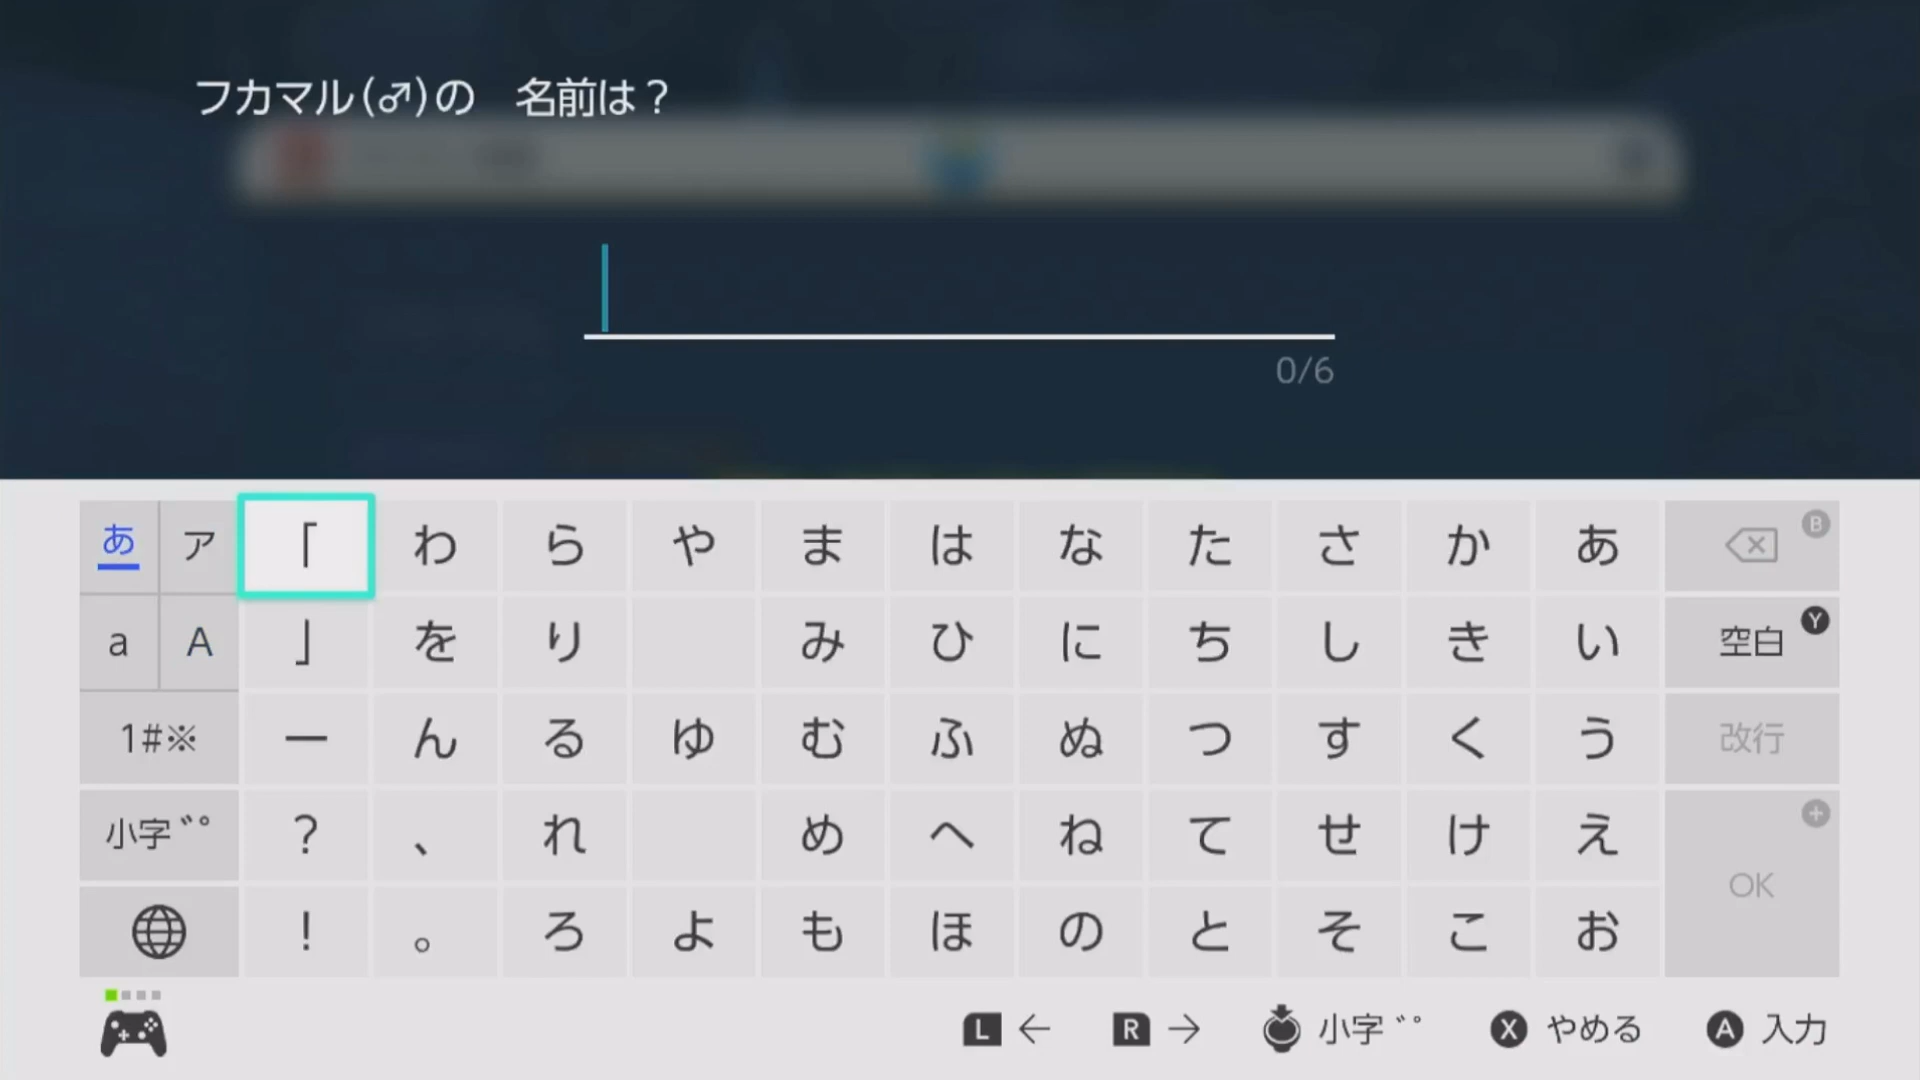 フカマル(♂)の　名前は？
0/6
あ ア 「 わ ら や ま は な た さ か あ B
a A 」 を り み ひ に ち し き い 空白 Y
1#※ ー ん る ゆ む ふ ぬ つ す く う 改行
小字゛゜ ? 、 れ め へ ね て せ け え +
OK
! 。 ろ よ も ほ の と そ こ お
L ← R → 小字゛゜ X やめる A 入力